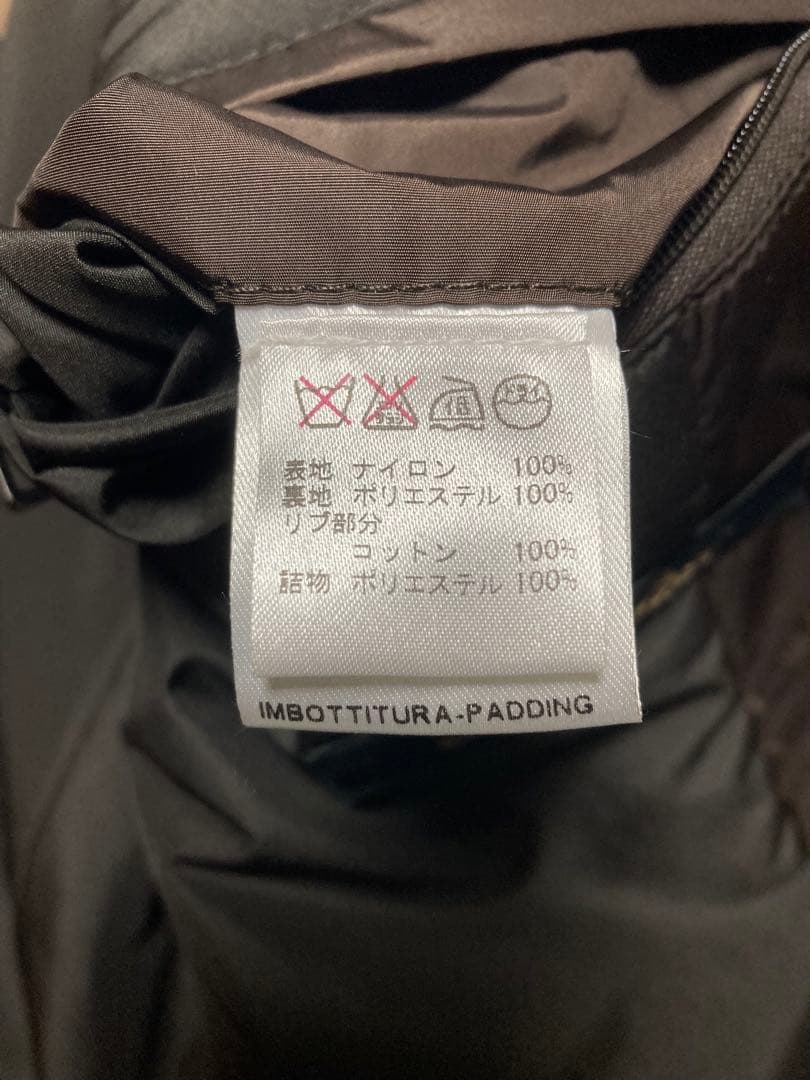 表地 ナイロン 100%
裏地 ポリエステル 100%
リブ部分
コットン 100%
詰物 ポリエステル 100%
IMBOTTITURA-PADDING